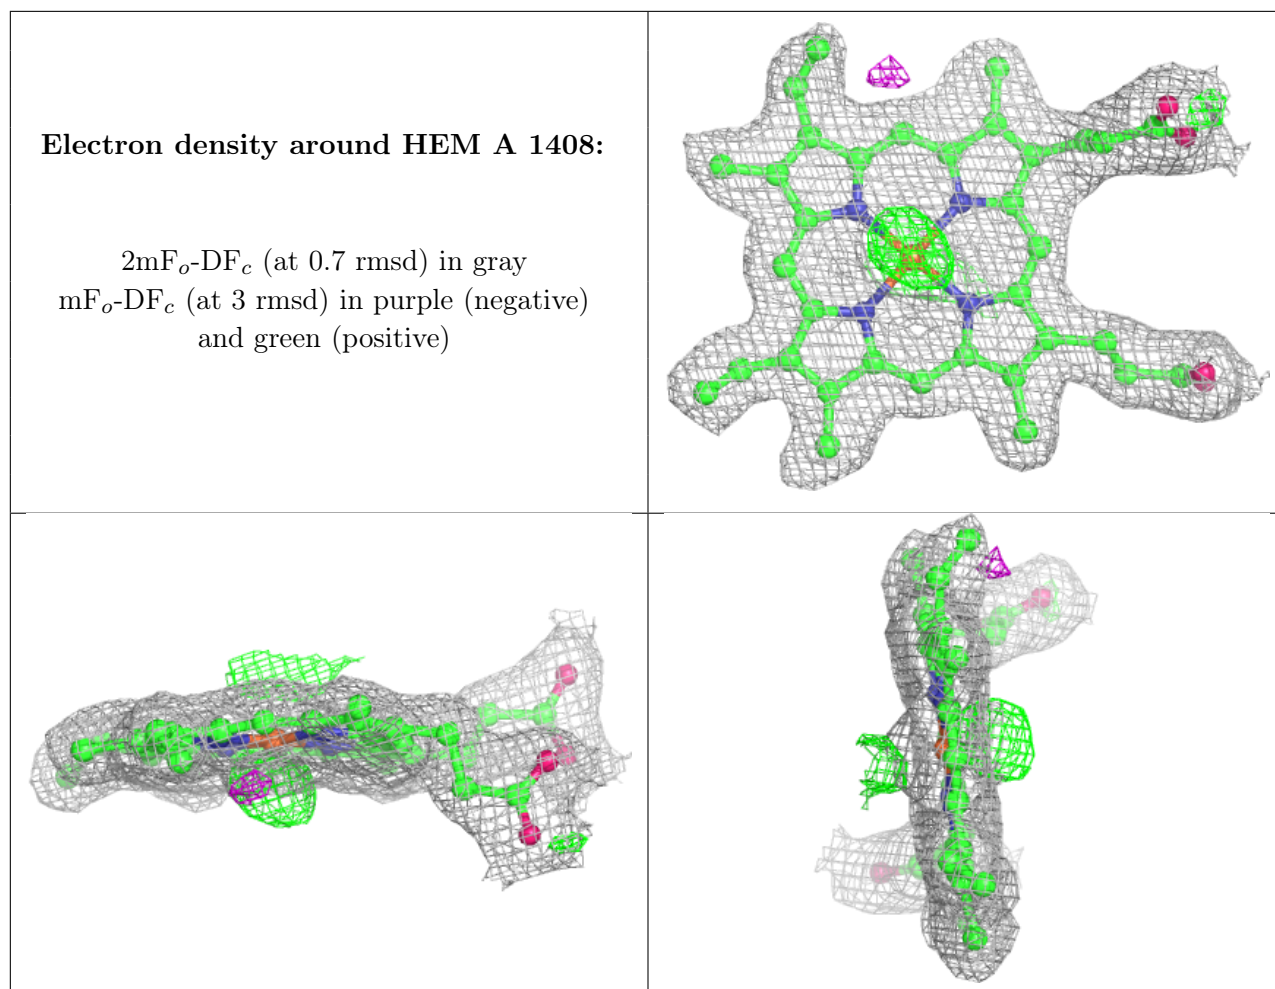 Electron density around HEM A 1408:
2mFₒ-DF𝒸 (at 0.7 rmsd) in gray
mFₒ-DF𝒸 (at 3 rmsd) in purple (negative)
and green (positive)